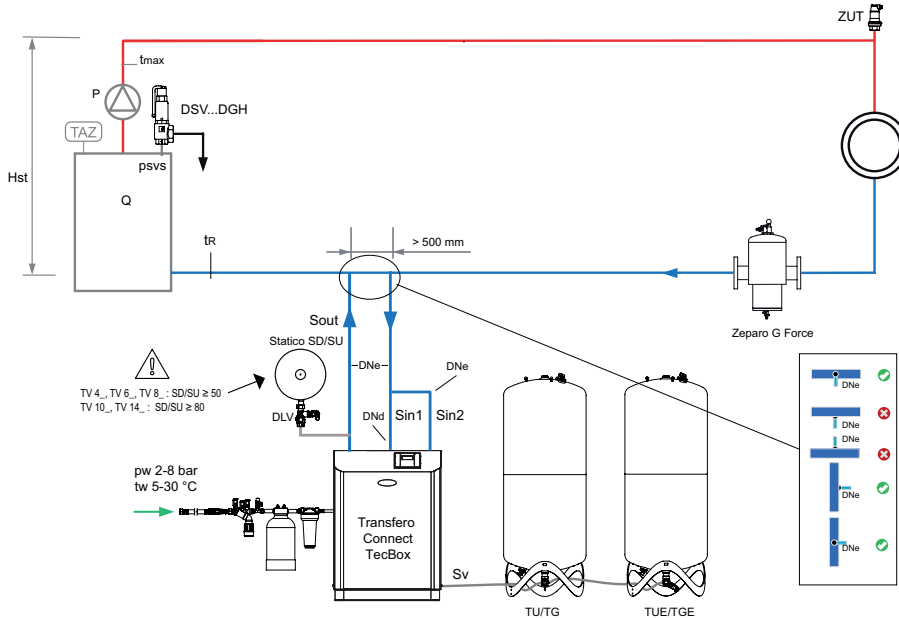 ZUT
tmax
P
DSV...DGH
TAZ
psvs
Hst
Q
tR
> 500 mm
Zeparo G Force
Sout
Statico SD/SU
DNe
DNe
TV 4_, TV 6_, TV 8_ : SD/SU ≥ 50
TV 10_, TV 14_ : SD/SU ≥ 80
DLV
DNd
Sin1
Sin2
DNe
DNe
DNe
DNe
DNe
pw 2-8 bar
tw 5-30 °C
Transfero
Connect
TecBox
Sv
TU/TG
TUE/TGE